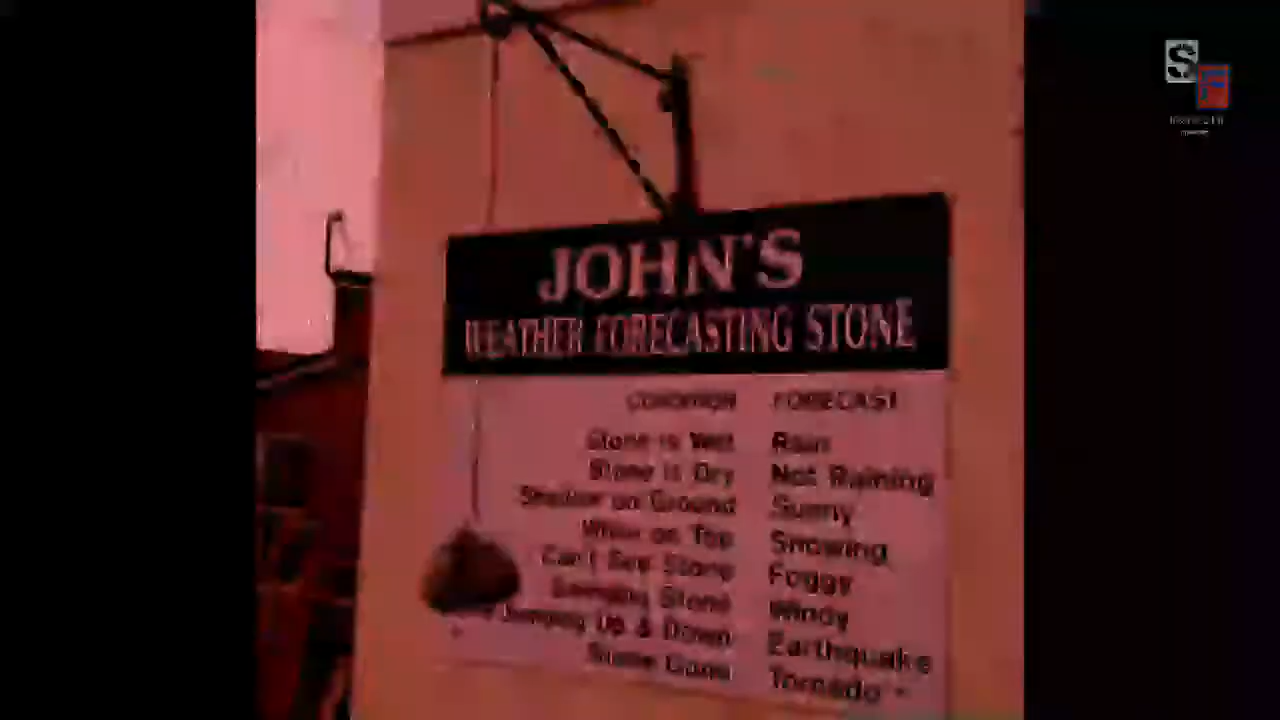 JOHN'S
WEATHER FORECASTING STONE
CONDITION FORECAST
Stone is Wet Rain
Stone is Dry Not Raining
Shadow on Ground Sunny
White on Top Snowing
Can't See Stone Foggy
Swinging Stone Windy
Jumping Up & Down Earthquake
Stone Gone Tornado
SF